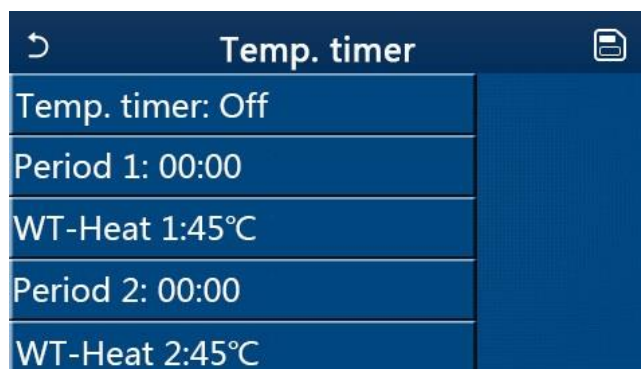 Temp. timer
Temp. timer: Off
Period 1: 00:00
WT-Heat 1:45℃
Period 2: 00:00
WT-Heat 2:45℃